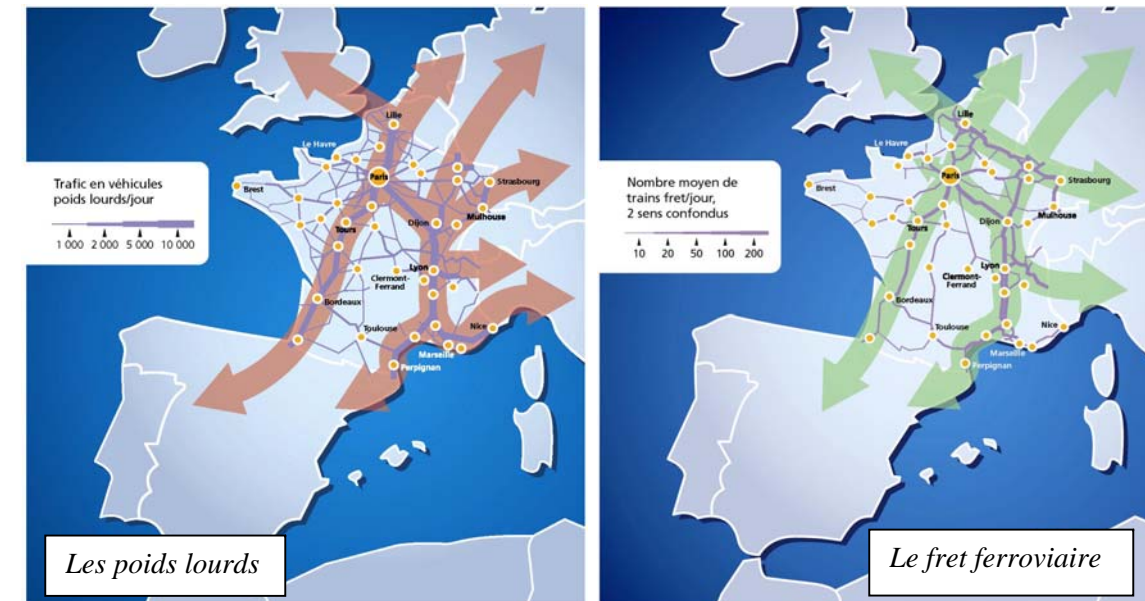 Lille
Le Havre
Paris
Brest
Strasbourg
Trafic en véhicules
poids lourds/jour
1 000 2 000 5 000 10 000
Tours
Dijon
Mulhouse
Lyon
Clermont-
Ferrand
Bordeaux
Toulouse
Nice
Marseille
Perpignan
Les poids lourds
Lille
Le Havre
Paris
Brest
Strasbourg
Nombre moyen de
trains fret/jour,
2 sens confondus
10 20 50 100 200
Tours
Dijon
Mulhouse
Lyon
Clermont-
Ferrand
Bordeaux
Toulouse
Nice
Marseille
Perpignan
Le fret ferroviaire